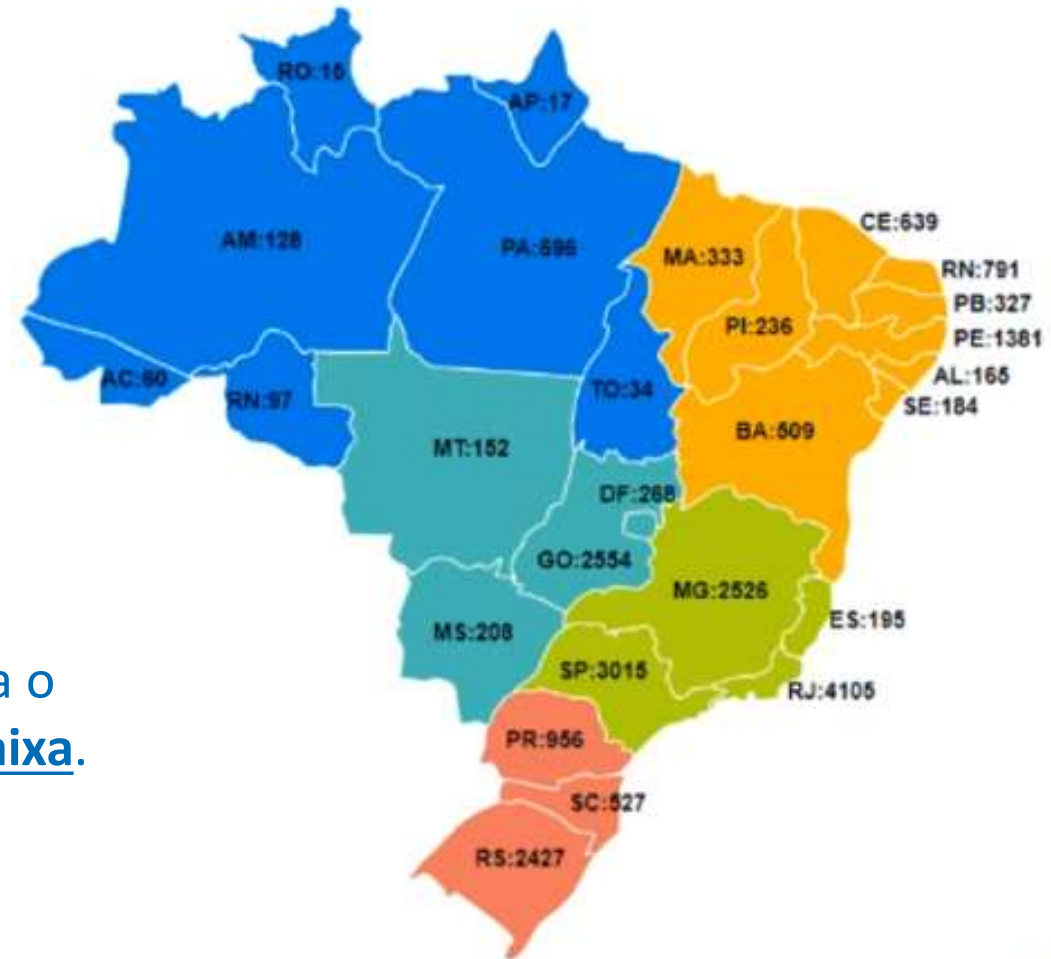 RO:15
AP:17
AM:128
PA:596
CE:639
MA:333
RN:791
PB:327
PI:236
PE:1381
AC:60
AL:165
RN:97
TO:34
SE:184
BA:509
MT:152
DF:268
GO:2554
MG:2526
ES:195
MS:208
SP:3015
RJ:4105
a o
aixa.
PR:956
SC:527
RS:2427